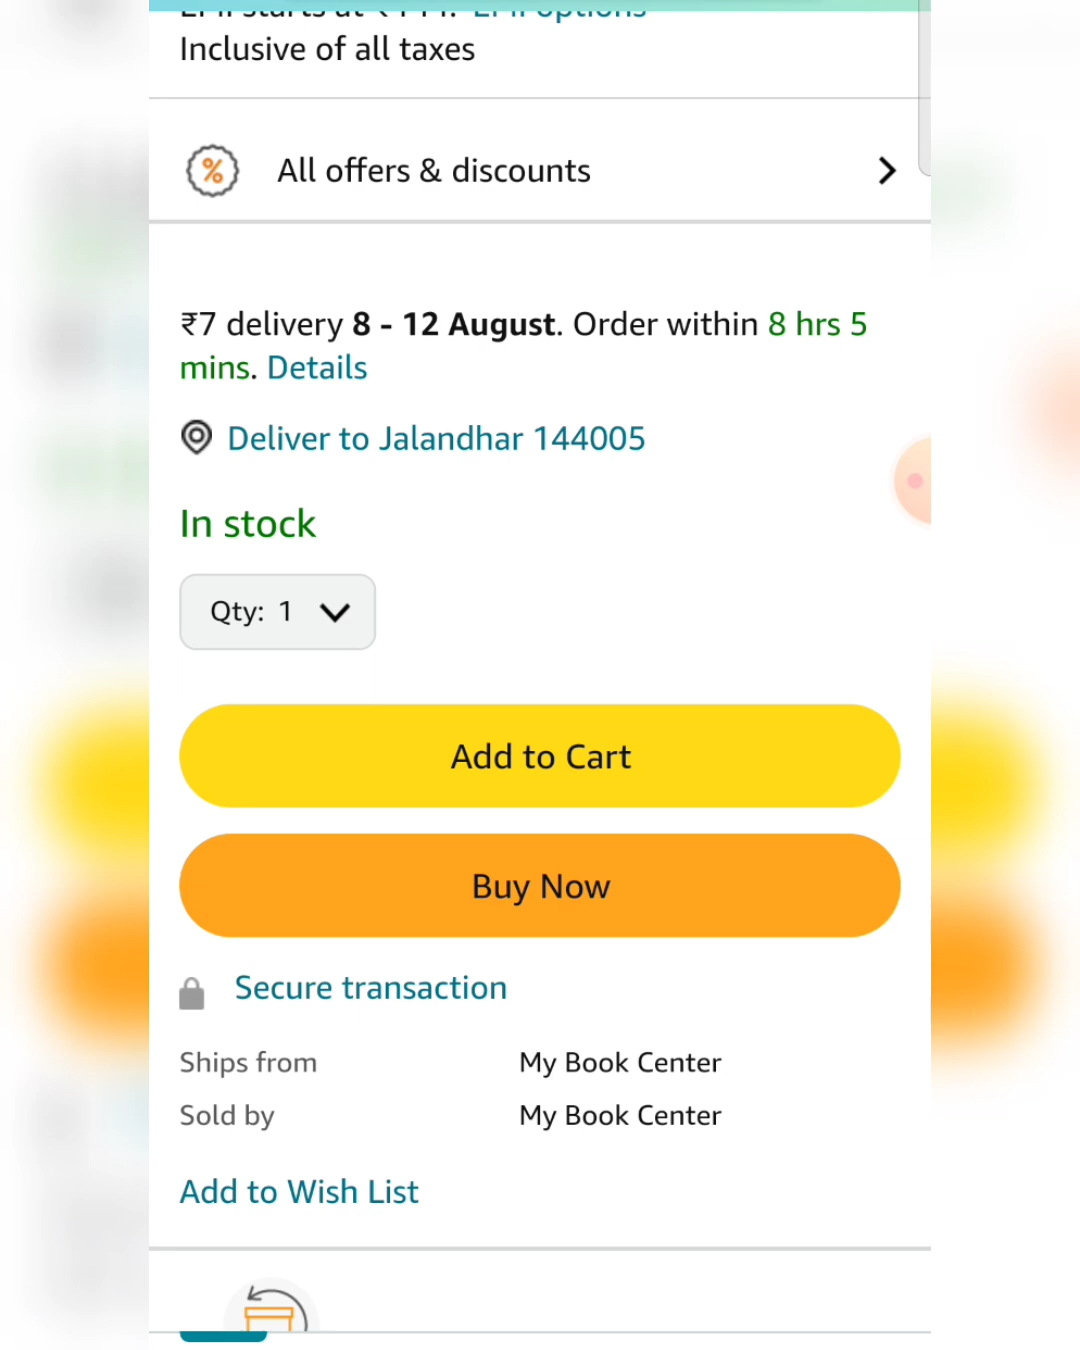 Inclusive of all taxes
All offers & discounts
₹7 delivery 8 - 12 August. Order within 8 hrs 5
mins. Details
Deliver to Jalandhar 144005
In stock
Qty: 1
Add to Cart
Buy Now
Secure transaction
Ships from My Book Center
Sold by My Book Center
Add to Wish List